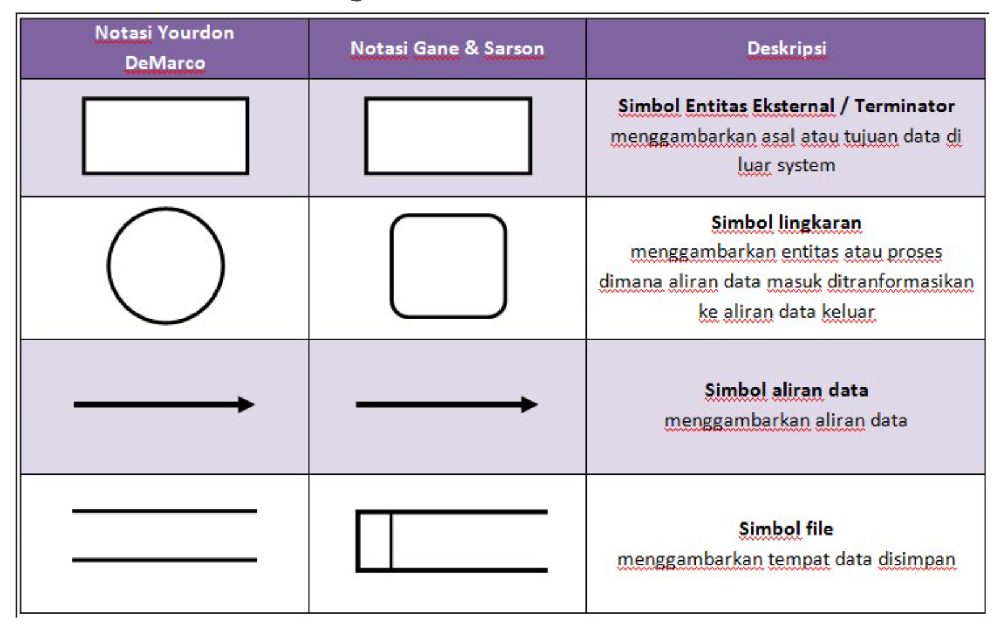 Notasi Yourdon
DeMarco
Notasi Gane & Sarson
Deskripsi
Simbol Entitas Eksternal / Terminator
menggambarkan asal atau tujuan data di
luar system
Simbol lingkaran
menggambarkan entitas atau proses
dimana aliran data masuk ditranformasikan
ke aliran data keluar
Simbol aliran data
menggambarkan aliran data
Simbol file
menggambarkan tempat data disimpan